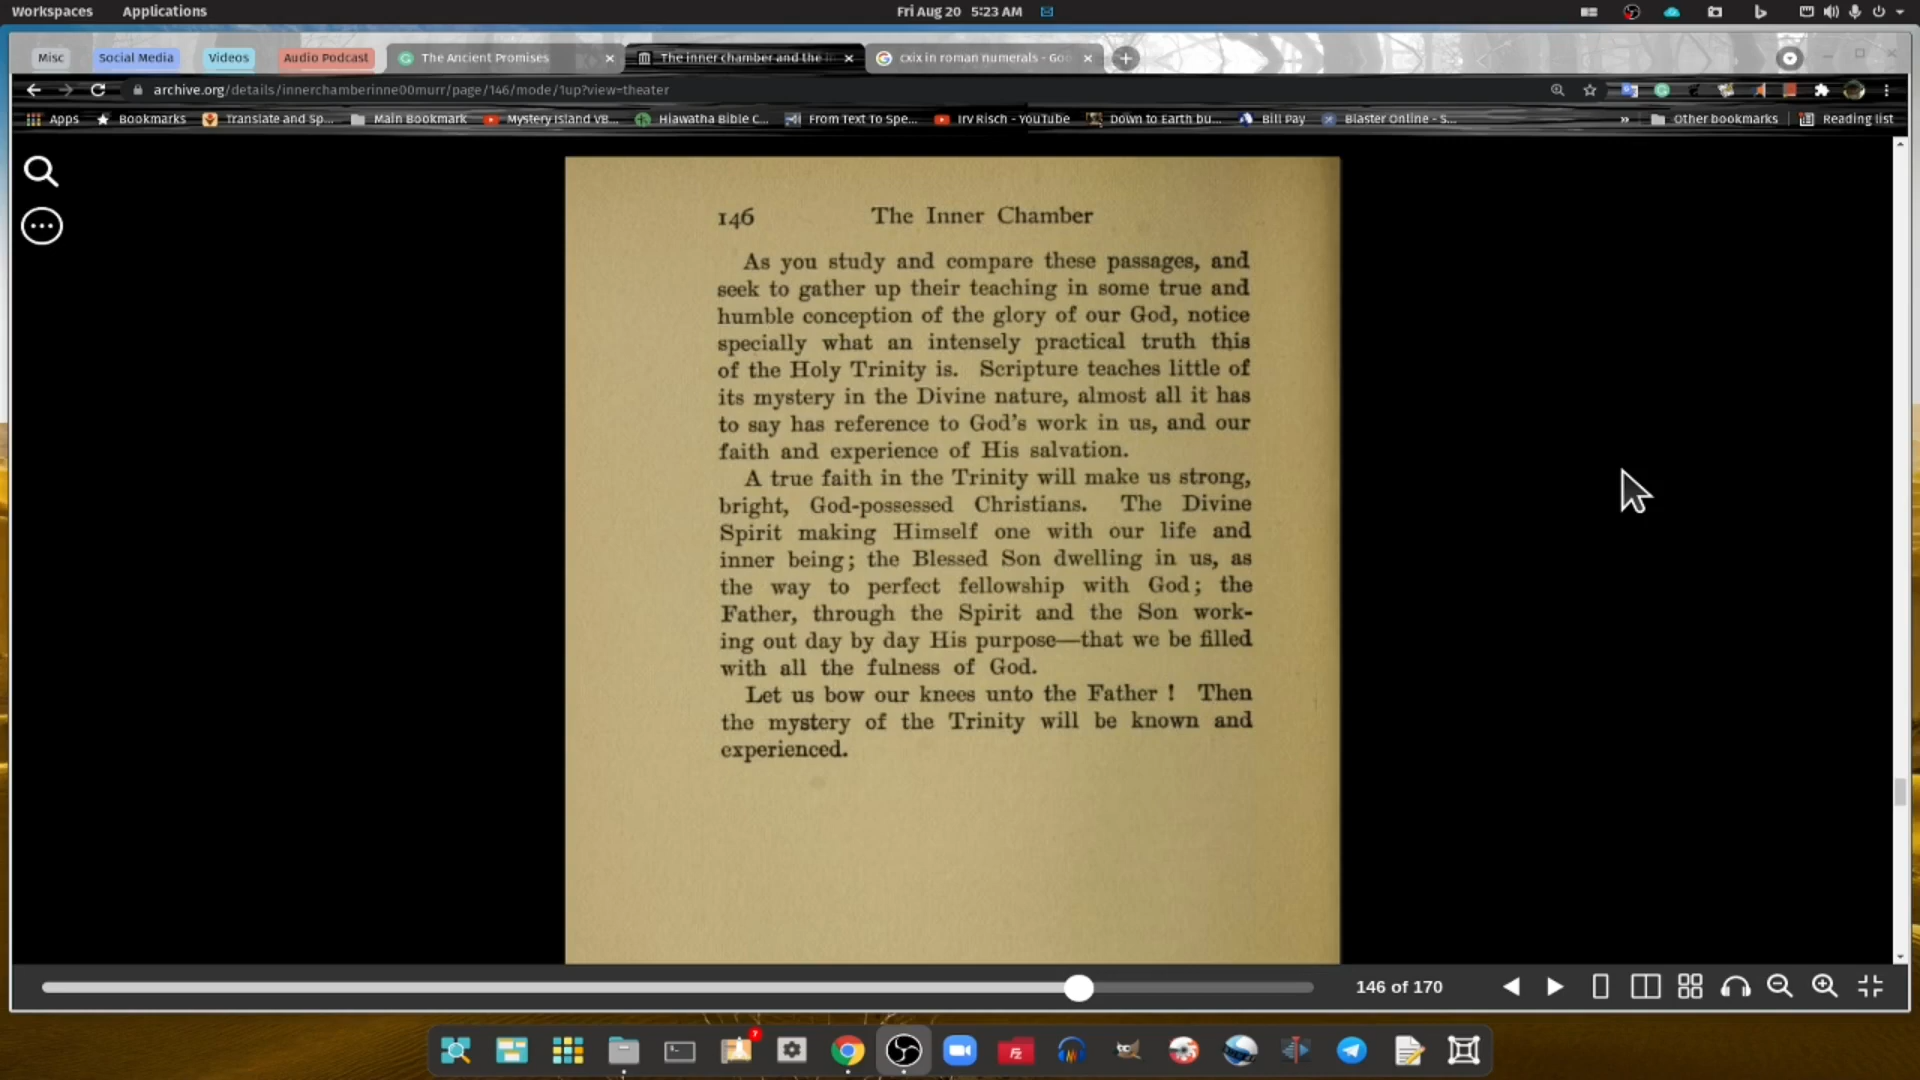 Workspaces Applications Fri Aug 20 5:23 AM
Misc Social Media Videos Audio Podcast The Ancient Promises The inner chamber and the i cxix in roman numerals - Goo
archive.org/details/innerchamberinne00murr/page/146/mode/1up?view=theater
Apps Bookmarks Translate and Sp... Main Bookmark Mystery Island VB... Hiawatha Bible C... From Text To Spe... Irv Risch - YouTube Down to Earth bu... Bill Pay Blaster Online - S... » Other bookmarks Reading list
146 The Inner Chamber
As you study and compare these passages, and
seek to gather up their teaching in some true and
humble conception of the glory of our God, notice
specially what an intensely practical truth this
of the Holy Trinity is. Scripture teaches little of
its mystery in the Divine nature, almost all it has
to say has reference to God's work in us, and our
faith and experience of His salvation.
A true faith in the Trinity will make us strong,
bright, God-possessed Christians. The Divine
Spirit making Himself one with our life and
inner being; the Blessed Son dwelling in us, as
the way to perfect fellowship with God; the
Father, through the Spirit and the Son work-
ing out day by day His purpose—that we be filled
with all the fulness of God.
Let us bow our knees unto the Father ! Then
the mystery of the Trinity will be known and
experienced.
146 of 170
7
Fz